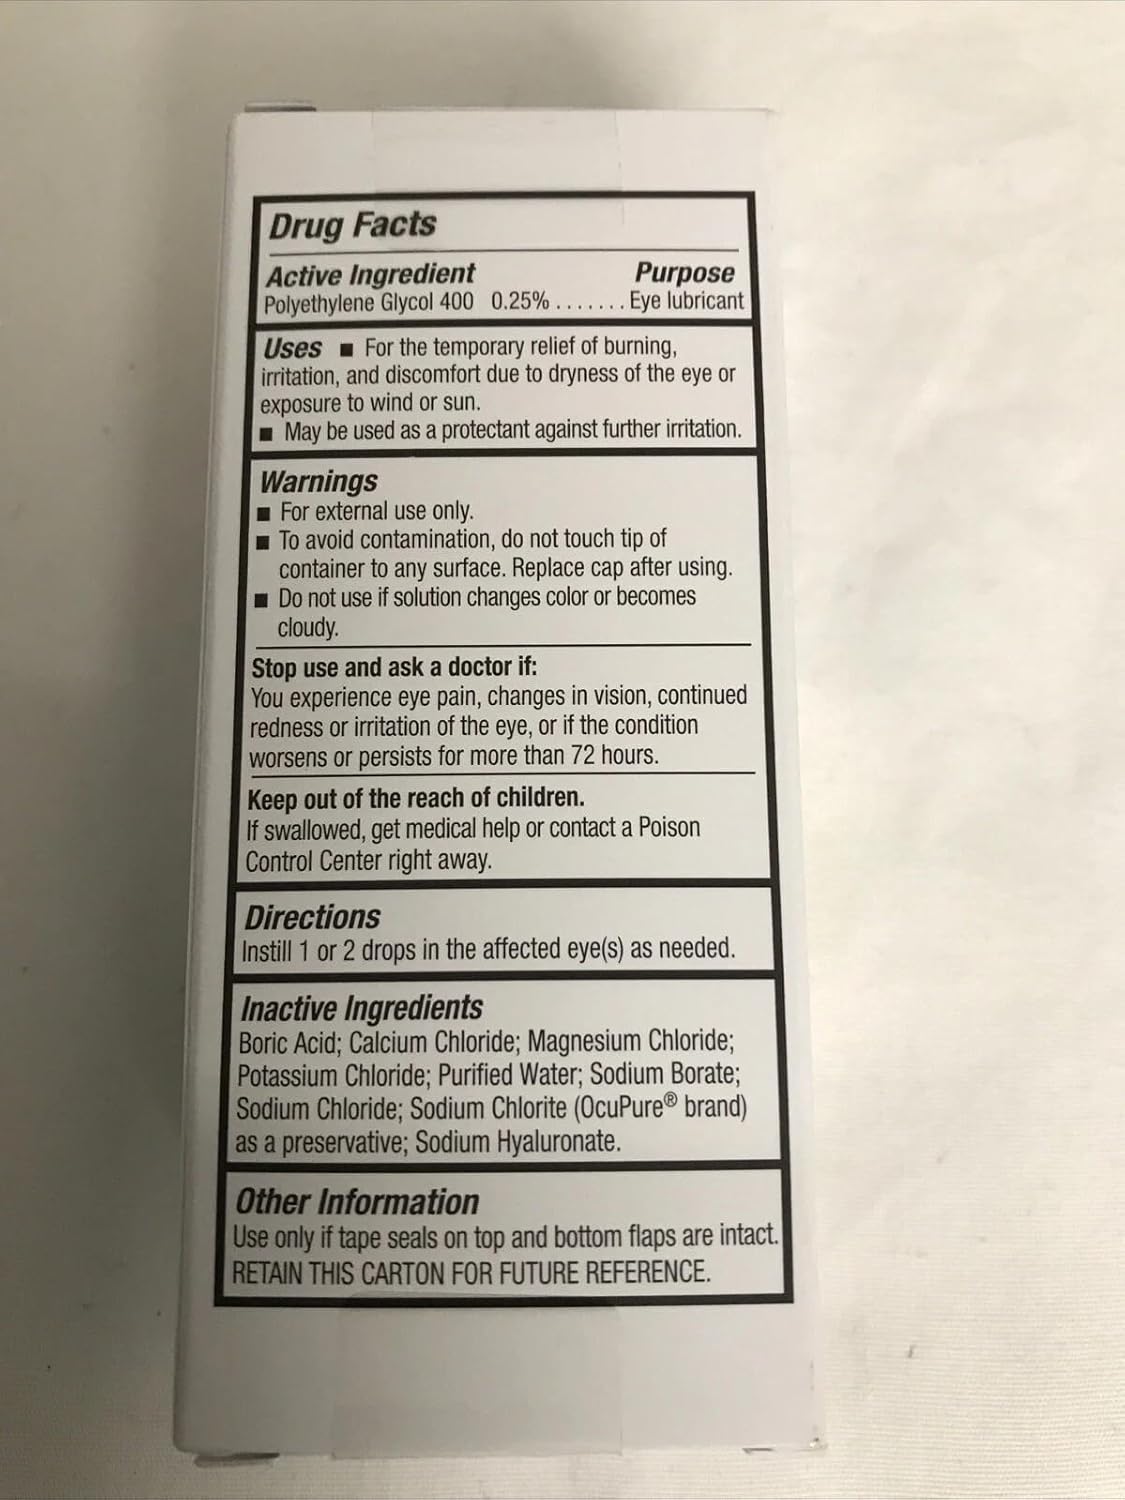 Drug Facts
Active Ingredient Purpose
Polyethylene Glycol 400 0.25% ....... Eye lubricant
Uses ■ For the temporary relief of burning,
irritation, and discomfort due to dryness of the eye or
exposure to wind or sun.
■ May be used as a protectant against further irritation.
Warnings
■ For external use only.
■ To avoid contamination, do not touch tip of
container to any surface. Replace cap after using.
■ Do not use if solution changes color or becomes
cloudy.
Stop use and ask a doctor if:
You experience eye pain, changes in vision, continued
redness or irritation of the eye, or if the condition
worsens or persists for more than 72 hours.
Keep out of the reach of children.
If swallowed, get medical help or contact a Poison
Control Center right away.
Directions
Instill 1 or 2 drops in the affected eye(s) as needed.
Inactive Ingredients
Boric Acid; Calcium Chloride; Magnesium Chloride;
Potassium Chloride; Purified Water; Sodium Borate;
Sodium Chloride; Sodium Chlorite (OcuPure® brand)
as a preservative; Sodium Hyaluronate.
Other Information
Use only if tape seals on top and bottom flaps are intact.
RETAIN THIS CARTON FOR FUTURE REFERENCE.